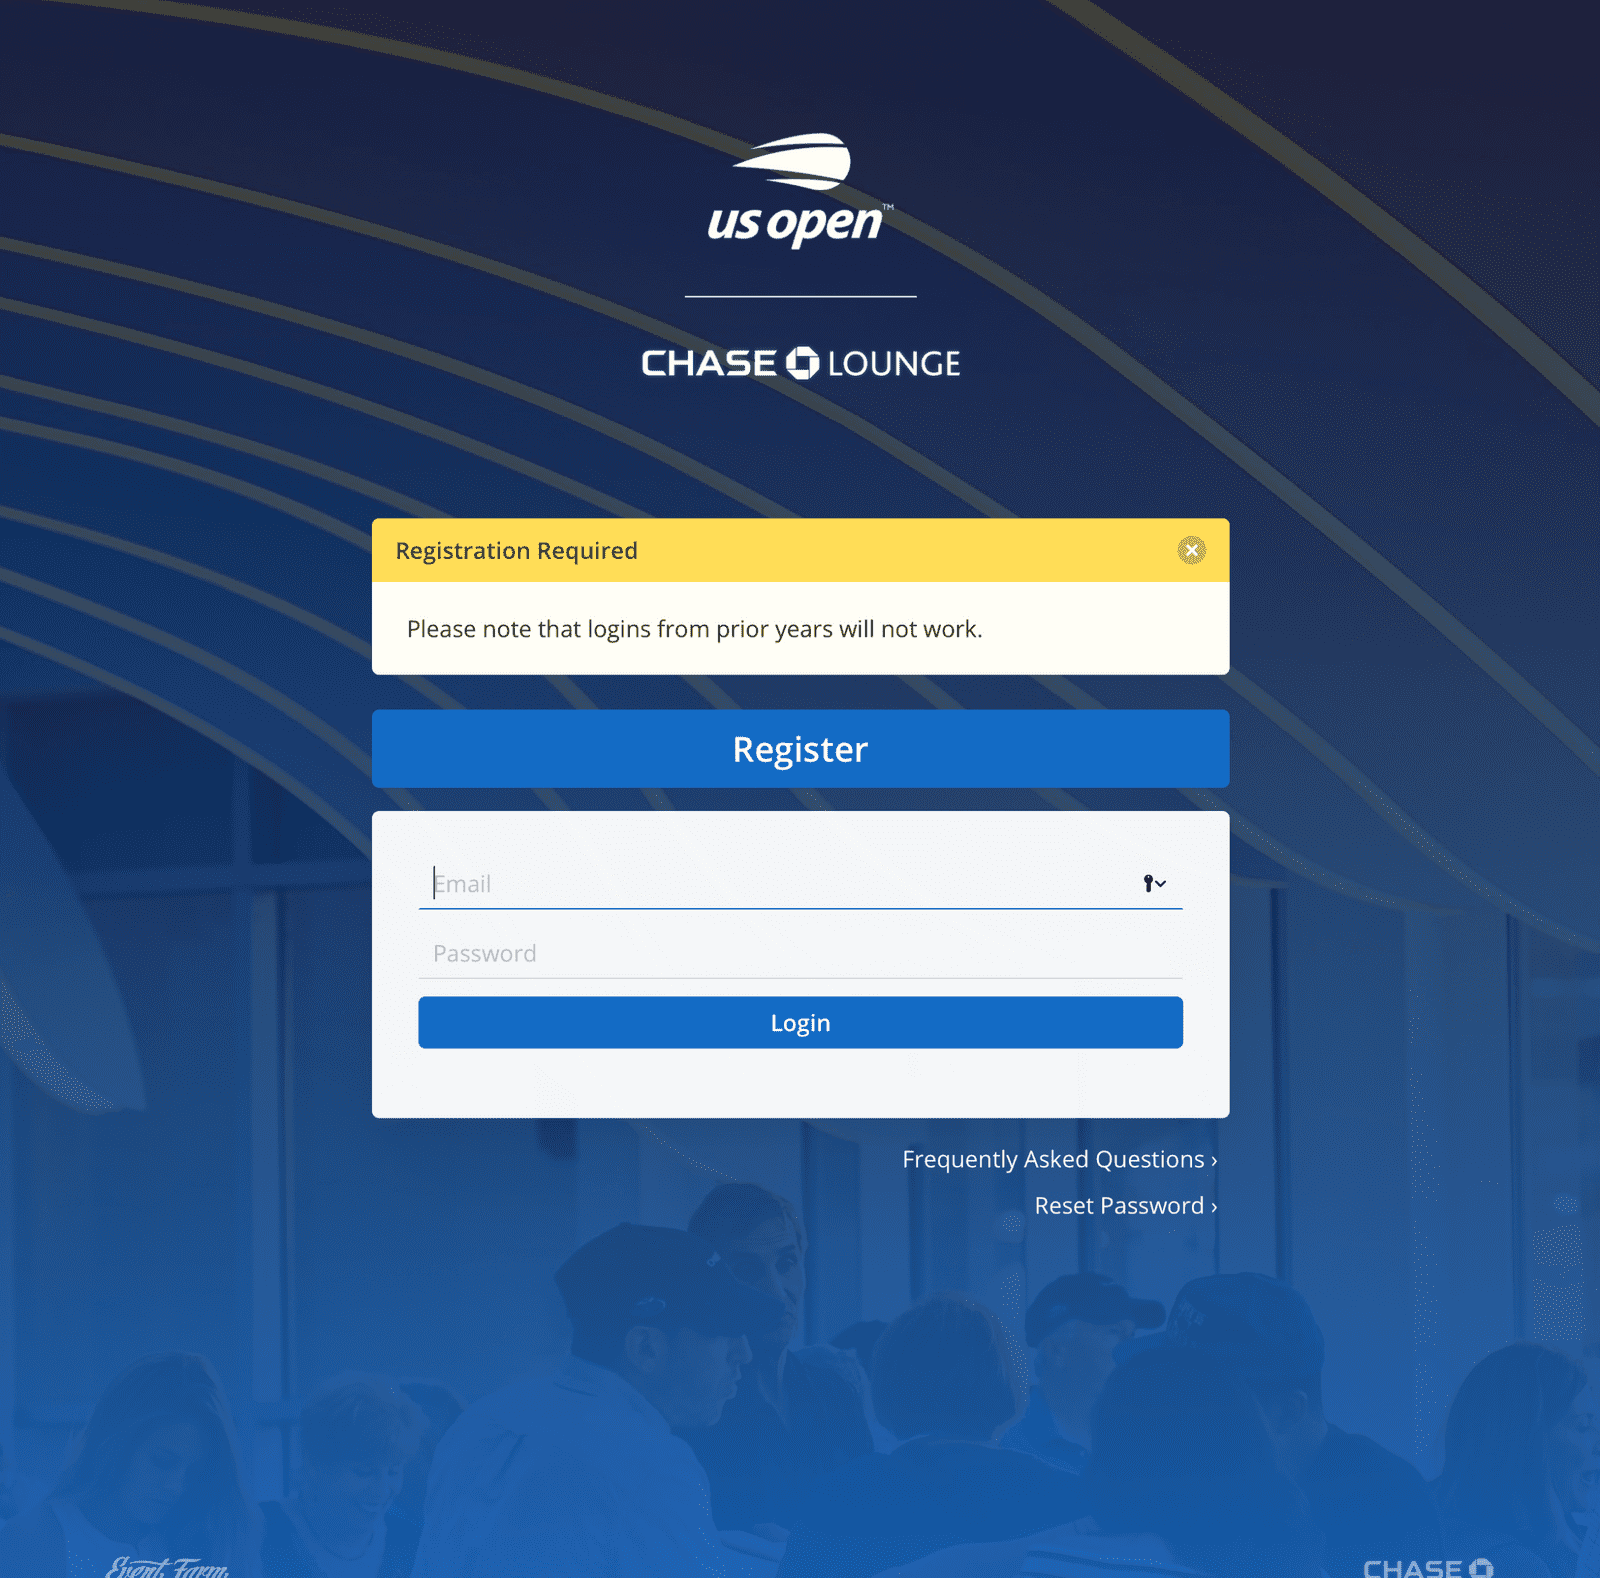 us open™
CHASE LOUNGE
Registration Required
Please note that logins from prior years will not work.
Register
Email
Password
Login
Frequently Asked Questions ›
Reset Password ›
Event Farm
CHASE